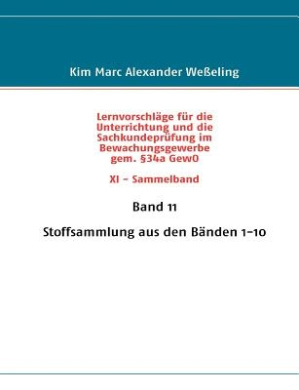 Kim Marc Alexander Weßeling
Lernvorschläge für die
Unterrichtung und die
Sachkundeprüfung im
Bewachungsgewerbe
gem. §34a GewO
XI - Sammelband
Band 11
Stoffsammlung aus den Bänden 1-10